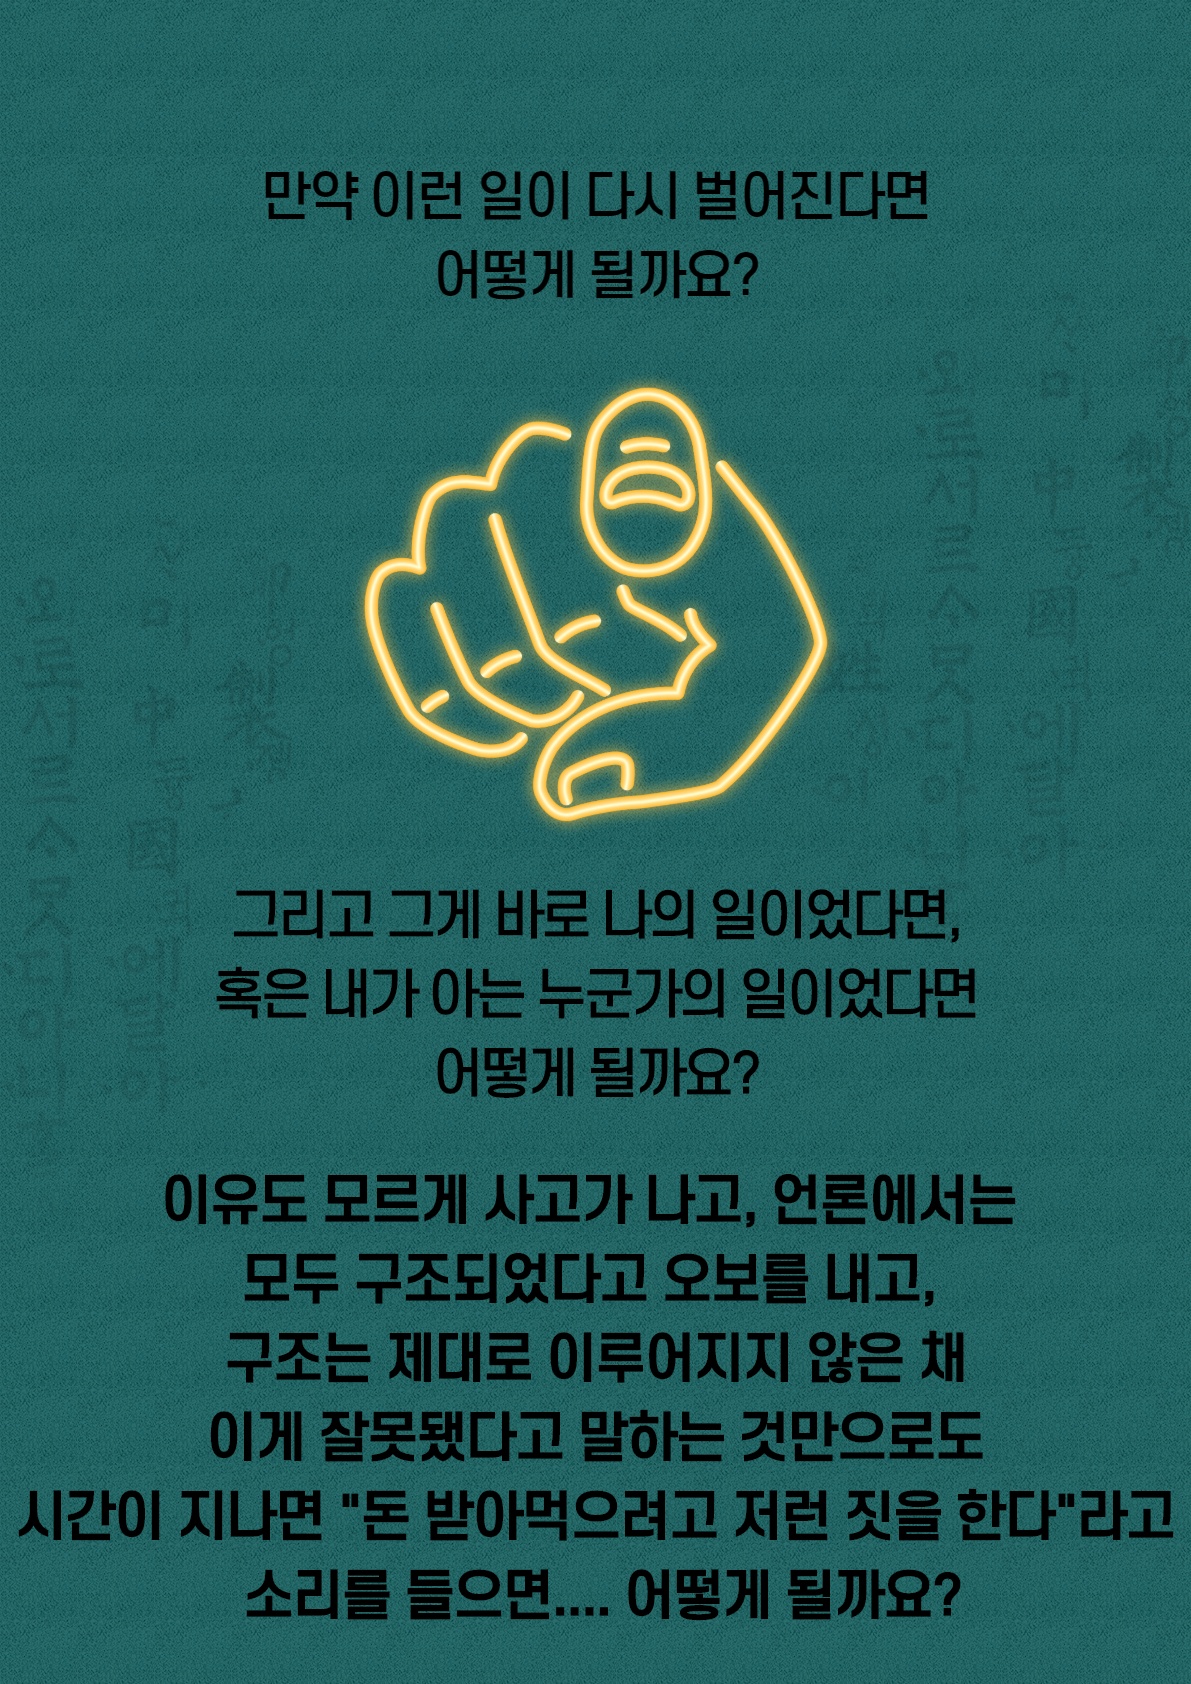 만약 이런 일이 다시 벌어진다면
어떻게 될까요?
그리고 그게 바로 나의 일이었다면,
혹은 내가 아는 누군가의 일이었다면
어떻게 될까요?
이유도 모르게 사고가 나고, 언론에서는
모두 구조되었다고 오보를 내고,
구조는 제대로 이루어지지 않은 채
이게 잘못됐다고 말하는 것만으로도
시간이 지나면 "돈 받아먹으려고 저런 짓을 한다"라고
소리를 들으면.... 어떻게 될까요?